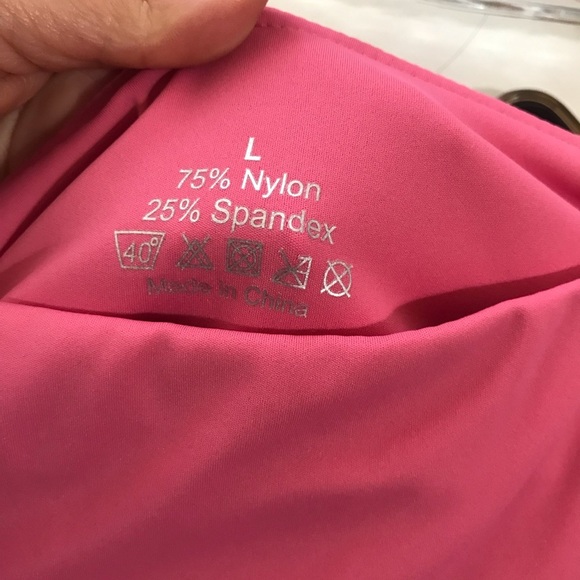 L
75% Nylon
25% Spandex
40°
Made in China